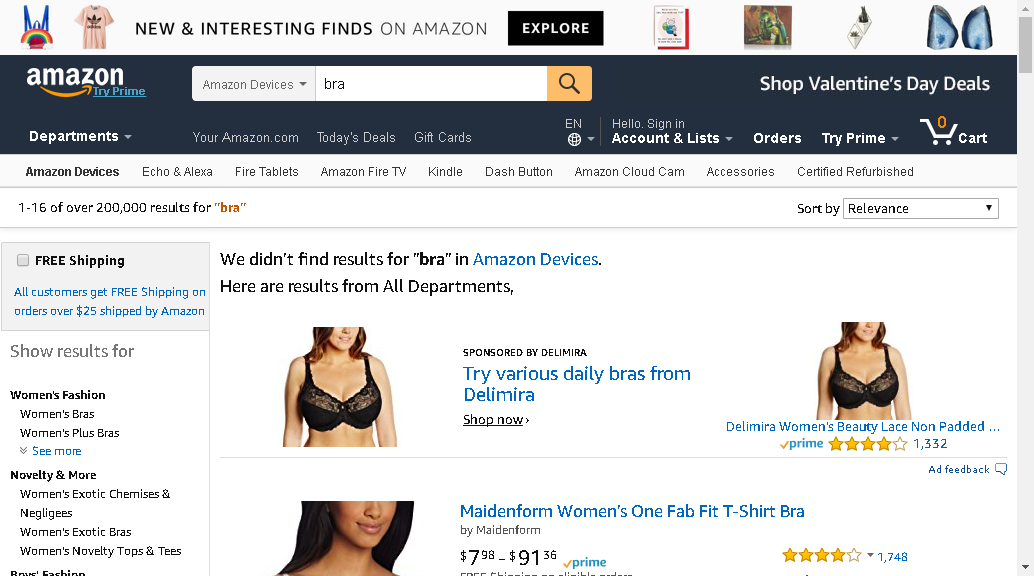 NEW & INTERESTING FINDS ON AMAZON EXPLORE
amazon Try Prime
Amazon Devices bra
Shop Valentine's Day Deals
Departments Your Amazon.com Today's Deals Gift Cards
EN
Hello. Sign in
Account & Lists Orders Try Prime 0 Cart
Amazon Devices Echo & Alexa Fire Tablets Amazon Fire TV Kindle Dash Button Amazon Cloud Cam Accessories Certified Refurbished
1-16 of over 200,000 results for "bra"
Sort by Relevance
FREE Shipping
All customers get FREE Shipping on
orders over $25 shipped by Amazon
Show results for
Women's Fashion
Women's Bras
Women's Plus Bras
See more
Novelty & More
Women's Exotic Chemises &
Negligees
Women's Exotic Bras
Women's Novelty Tops & Tees
Boys' Fashion
We didn't find results for "bra" in Amazon Devices.
Here are results from All Departments,
SPONSORED BY DELIMIRA
Try various daily bras from
Delimira
Shop now ›
Delimira Women's Beauty Lace Non Padded ...
prime 1,332
Ad feedback
Maidenform Women's One Fab Fit T-Shirt Bra
by Maidenform
$7 98 - $91 36 prime
1,748
FREE Shipping on eligible orders